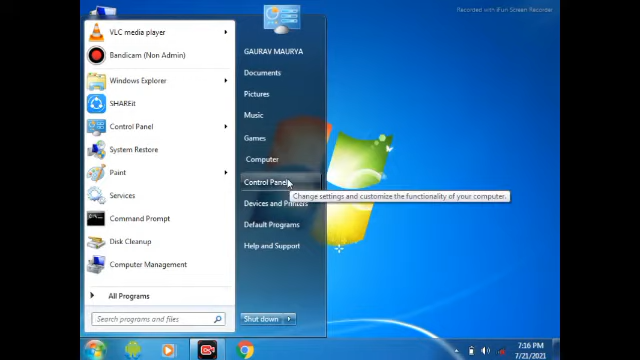 Recorded with iFun Screen Recorder
VLC media player
Bandicam (Non Admin)
Windows Explorer
SHAREit
Control Panel
System Restore
Paint
Services
Command Prompt
Disk Cleanup
Computer Management
All Programs
Search programs and files
GAURAV MAURYA
Documents
Pictures
Music
Games
Computer
Control Panel
Change settings and customize the functionality of your computer.
Devices and Printers
Default Programs
Help and Support
Shut down
7:16 PM
7/21/2021